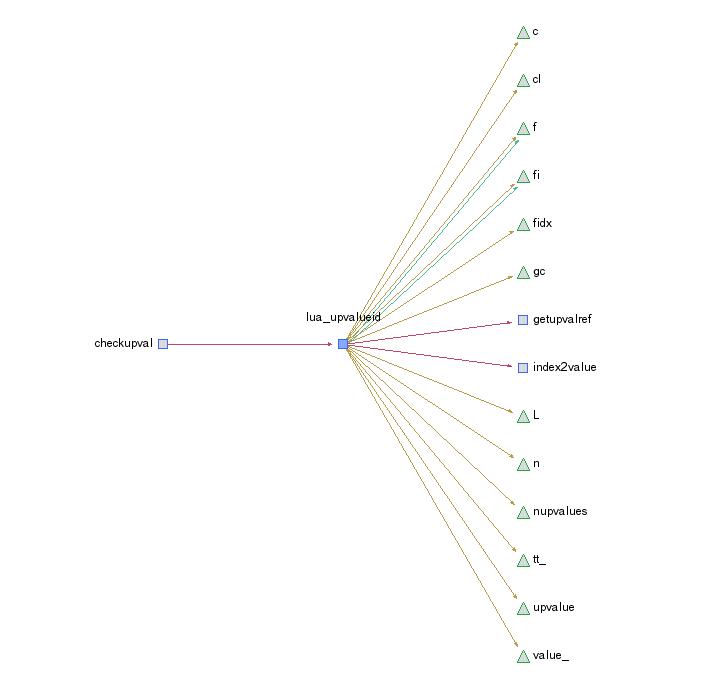 c
cl
f
fi
fidx
gc
lua_upvalueid
getupvalref
checkupval
index2value
L
n
nupvalues
tt_
upvalue
value_